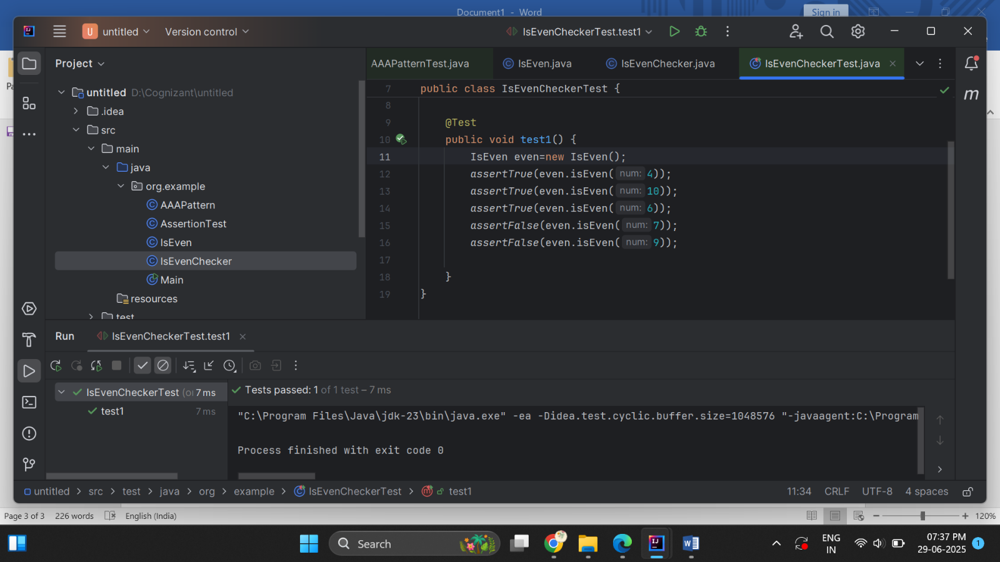 Document1 - Word
Sign in
U untitled
Version control
IsEvenCheckerTest.test1
Project
AAAPatternTest.java
IsEven.java
IsEvenChecker.java
IsEvenCheckerTest.java
untitled D:\Cognizant\untitled
.idea
src
main
java
org.example
AAAPattern
AssertionTest
IsEven
IsEvenChecker
Main
resources
test
7 public class IsEvenCheckerTest {
8
9 @Test
10 public void test1() {
11 IsEven even=new IsEven();
12 assertTrue(even.isEven( num: 4));
13 assertTrue(even.isEven( num: 10));
14 assertTrue(even.isEven( num: 6));
15 assertFalse(even.isEven( num: 7));
16 assertFalse(even.isEven( num: 9));
17
18 }
19 }
m
Run
IsEvenCheckerTest.test1
IsEvenCheckerTest 7 ms
test1 7 ms
Tests passed: 1 of 1 test – 7 ms
"C:\Program Files\Java\jdk-23\bin\java.exe" -ea -Didea.test.cyclic.buffer.size=1048576 "-javaagent:C:\Program
Process finished with exit code 0
untitled > src > test > java > org > example > IsEvenCheckerTest > test1
11:34 CRLF UTF-8 4 spaces
Page 3 of 3 226 words English (India)
120%
Search
ENG
IN
07:37 PM
29-06-2025
1